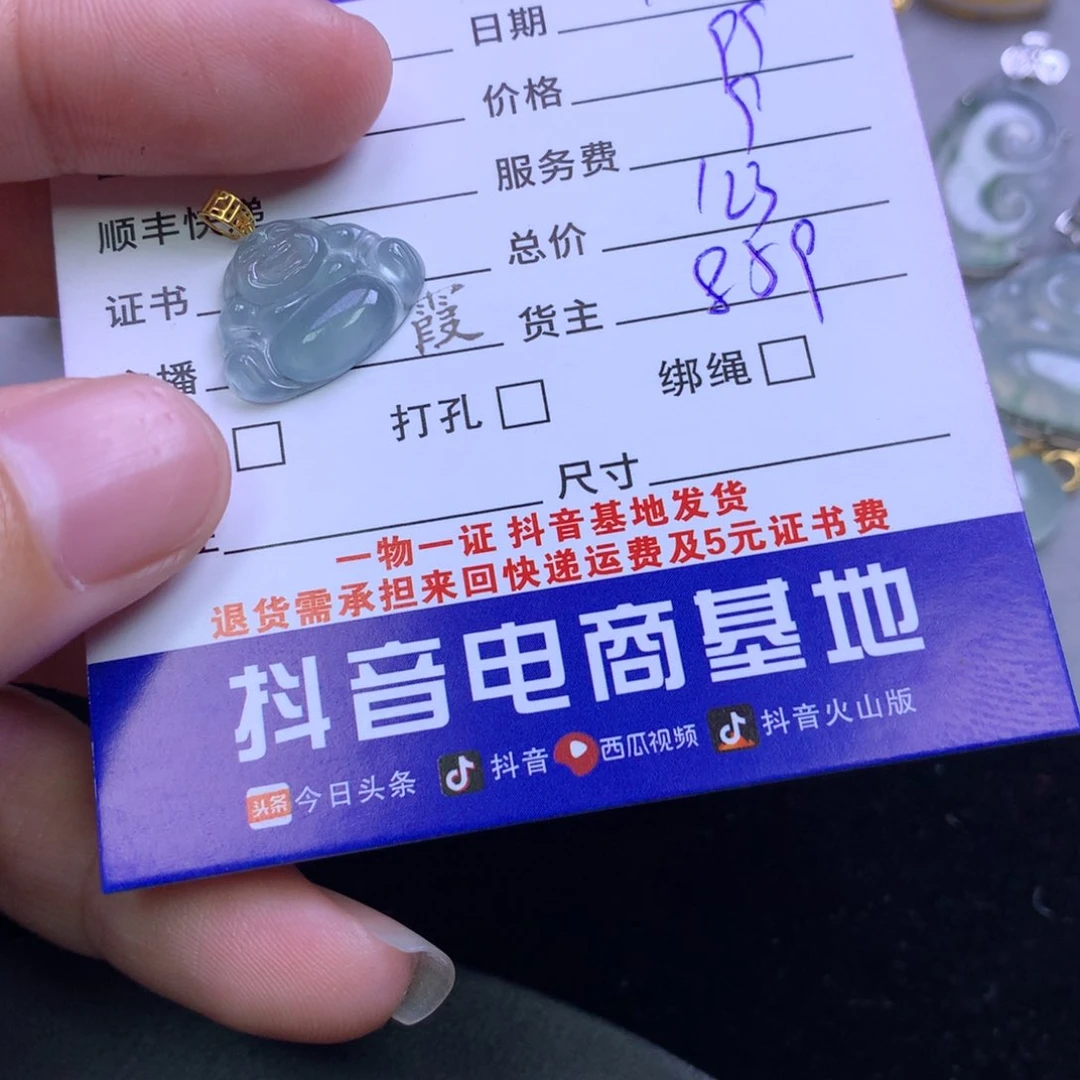 日期
价格
服务费
顺丰快递
总价 123
证书 霞 货主 859
播
打孔 绑绳
尺寸
一物一证 抖音基地发货
退货需承担来回快递运费及5元证书费
抖音电商基地
头条 今日头条 抖音 西瓜视频 抖音火山版